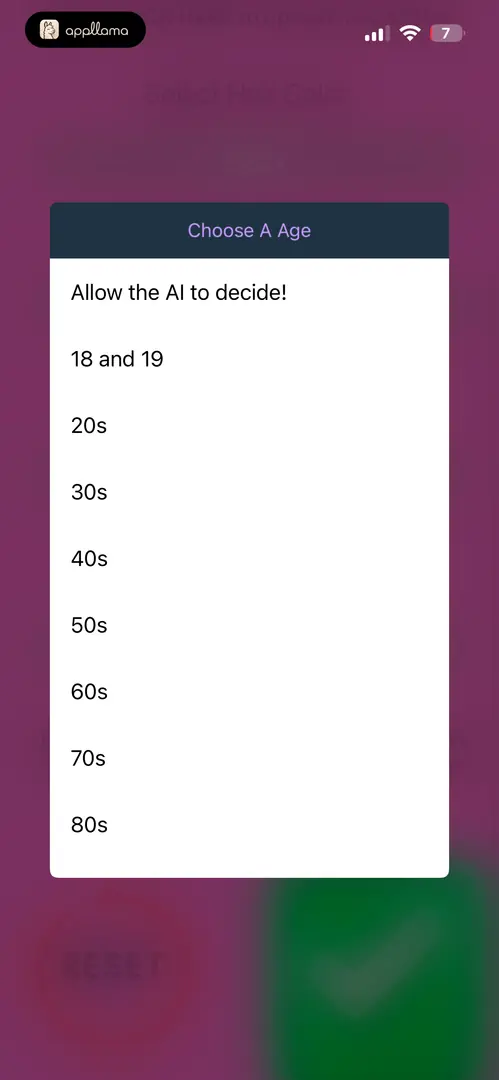 appllama
7
Choose A Age
Allow the AI to decide!
18 and 19
20s
30s
40s
50s
60s
70s
80s
RESET